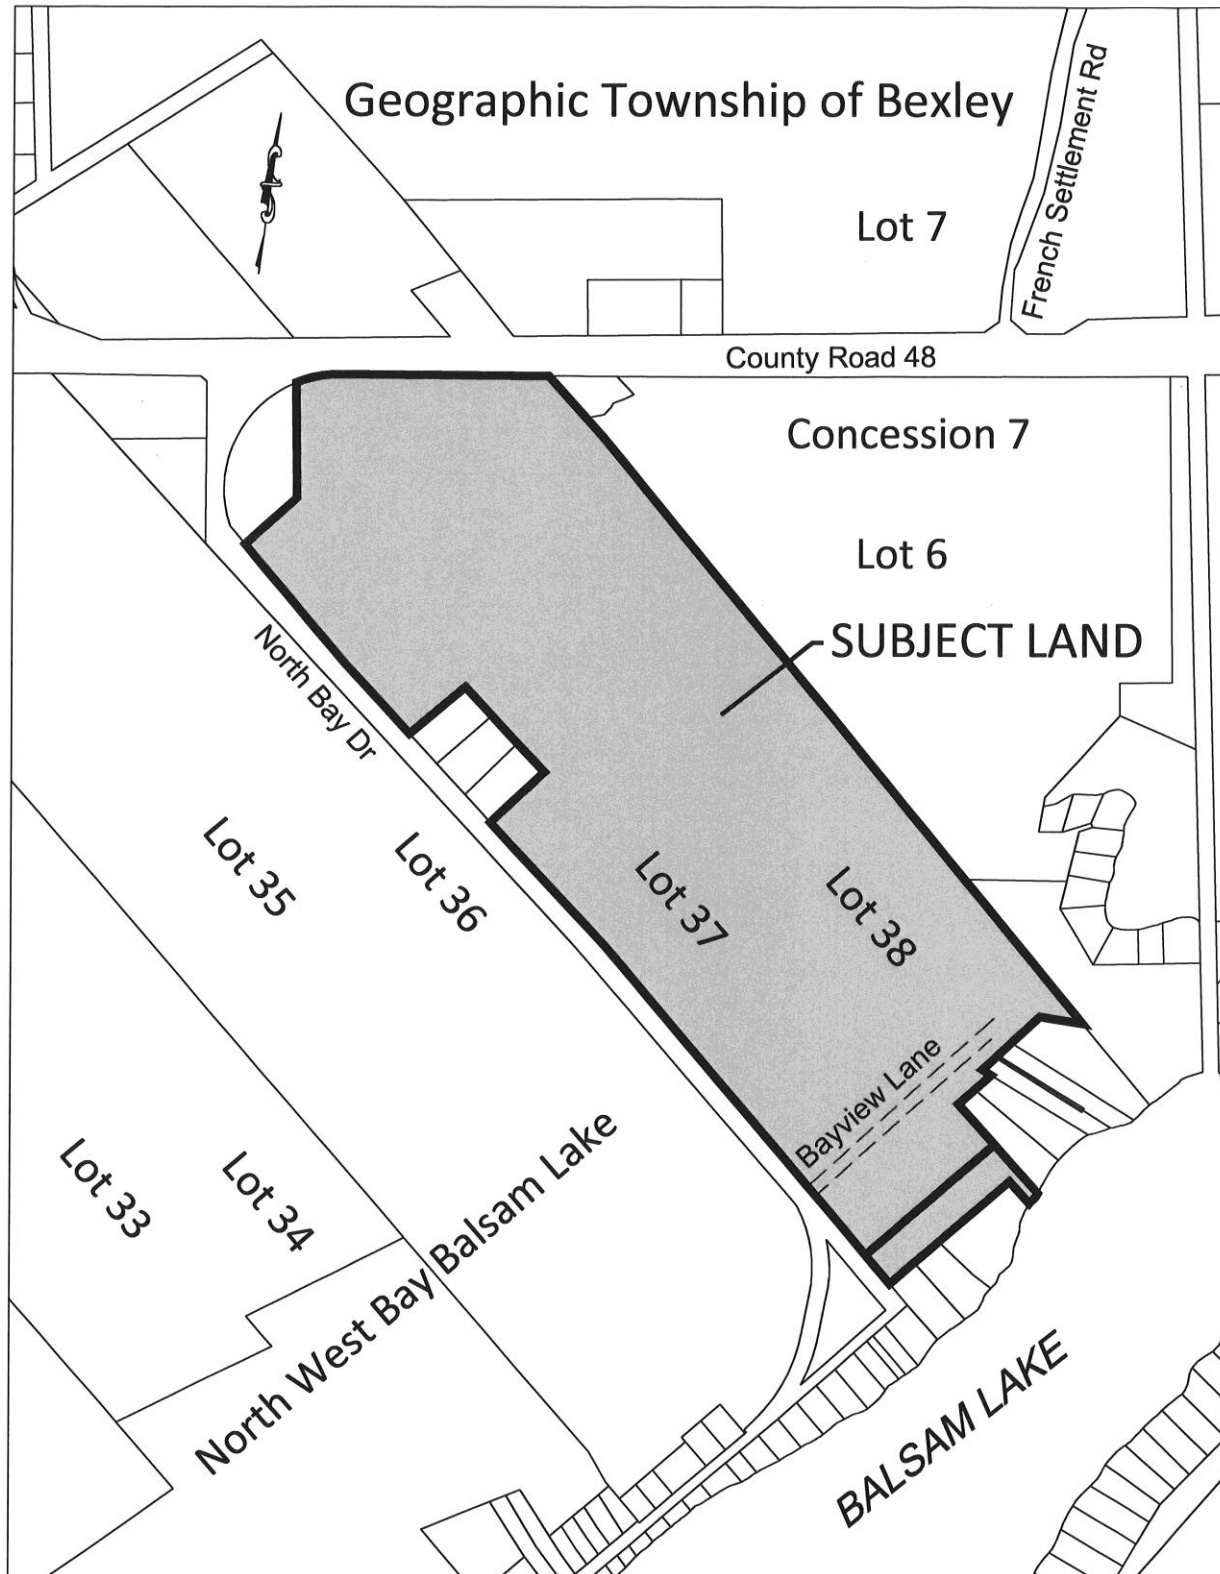 Geographic Township of Bexley
French Settlement Rd
Lot 7
County Road 48
Concession 7
Lot 6
SUBJECT LAND
North Bay Dr
Lot 35
Lot 36
Lot 37
Lot 38
Bayview Lane
Lot 33
Lot 34
North West Bay Balsam Lake
BALSAM LAKE